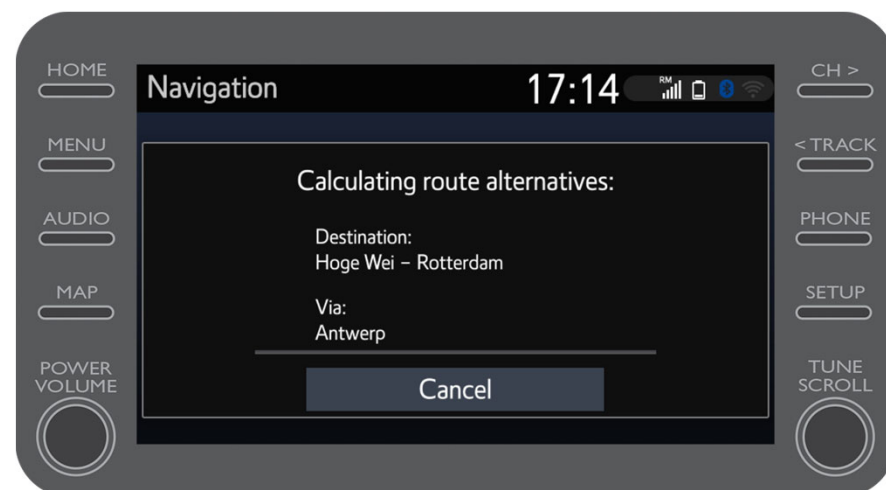 HOME
MENU
AUDIO
MAP
POWER
VOLUME
Navigation
17:14
RM
Calculating route alternatives:
Destination:
Hoge Wei – Rotterdam
Via:
Antwerp
Cancel
CH >
< TRACK
PHONE
SETUP
TUNE
SCROLL